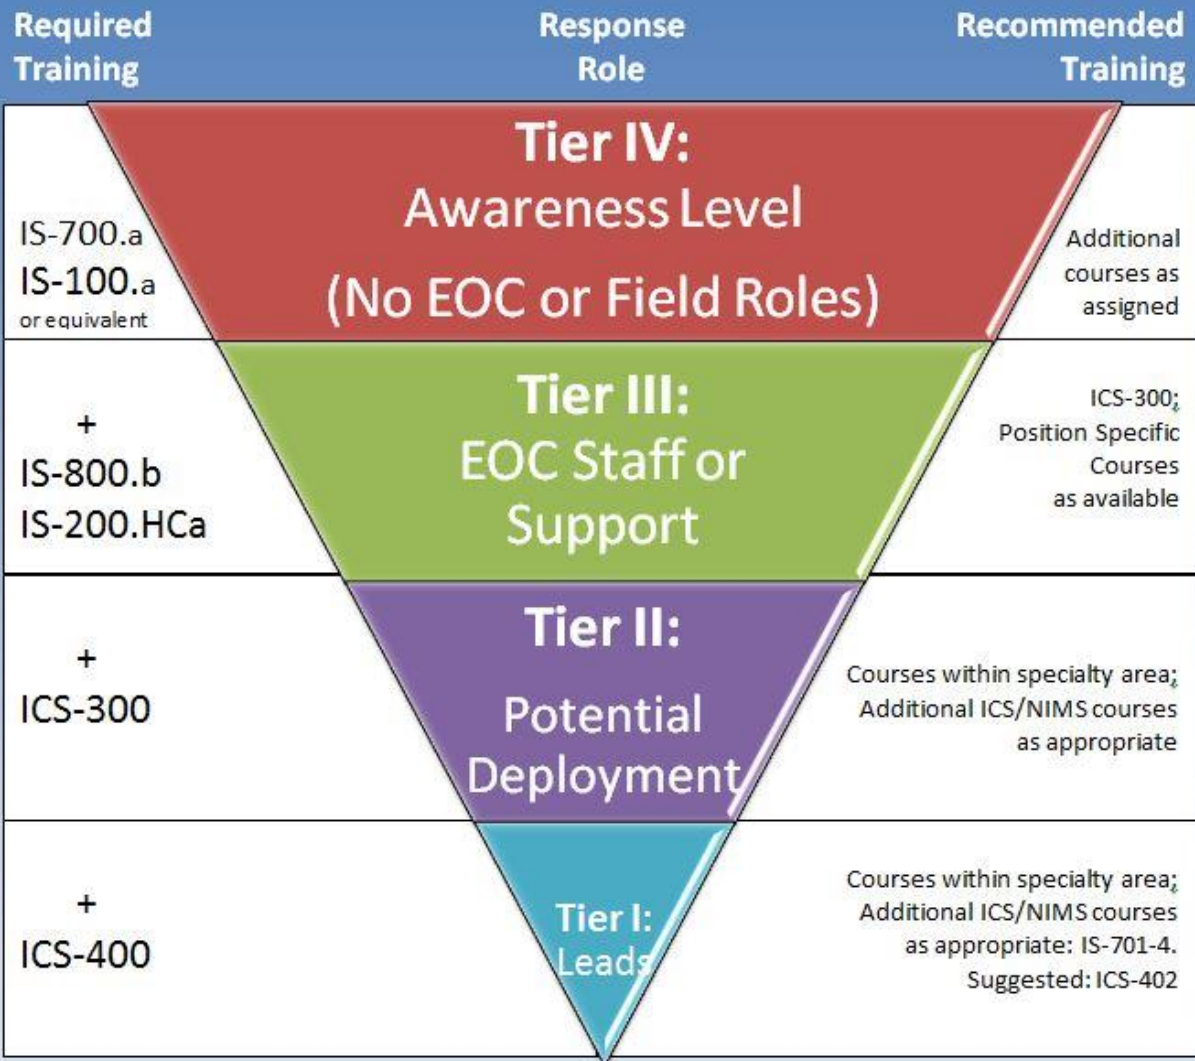 Required
Training
Response
Role
Recommended
Training
IS-700.a
IS-100.a
or equivalent
Tier IV:
Awareness Level
(No EOC or Field Roles)
Additional
courses as
assigned
+
IS-800.b
IS-200.HCa
Tier III:
EOC Staff or
Support
ICS-300;
Position Specific
Courses
as available
+
ICS-300
Tier II:
Potential
Deployment
Courses within specialty area;
Additional ICS/NIMS courses
as appropriate
+
ICS-400
Tier I:
Leads
Courses within specialty area;
Additional ICS/NIMS courses
as appropriate: IS-701-4.
Suggested: ICS-402